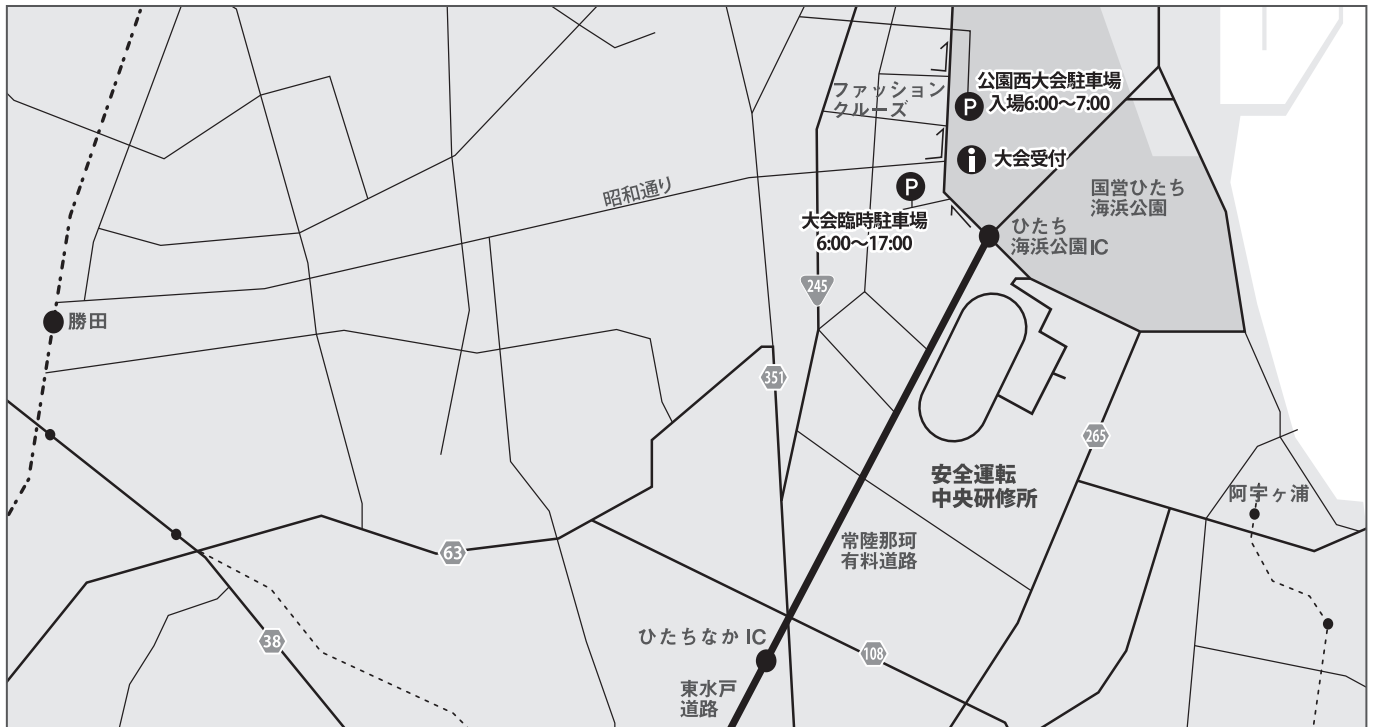 公園西大会駐車場
入場6:00〜7:00
ファッション
クルーズ
大会受付
昭和通り
国営ひたち
海浜公園
大会臨時駐車場
6:00〜17:00
ひたち
海浜公園IC
245
勝田
351
265
安全運転
中央研修所
阿字ヶ浦
常陸那珂
有料道路
63
38
ひたちなか IC
108
東水戸
道路
P
P
i